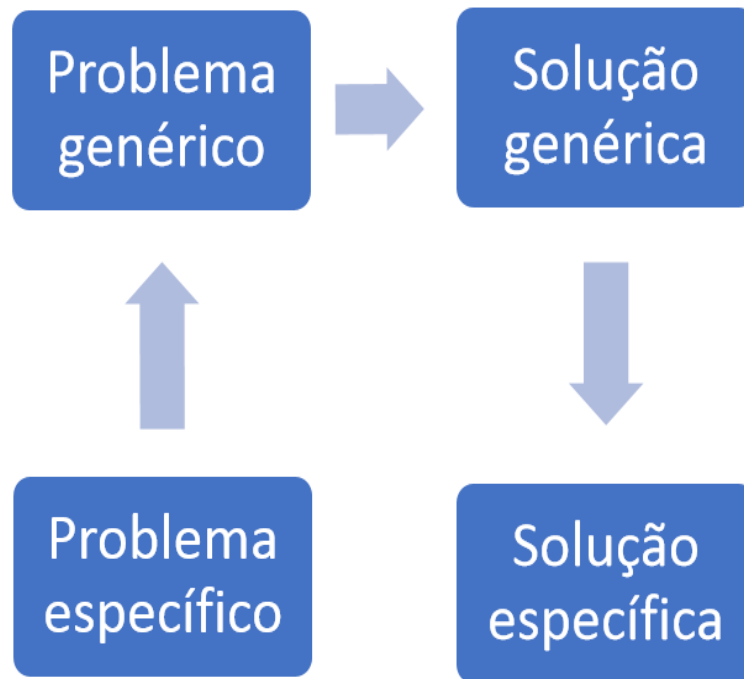 Problema
genérico
Solução
genérica
Problema
específico
Solução
específica